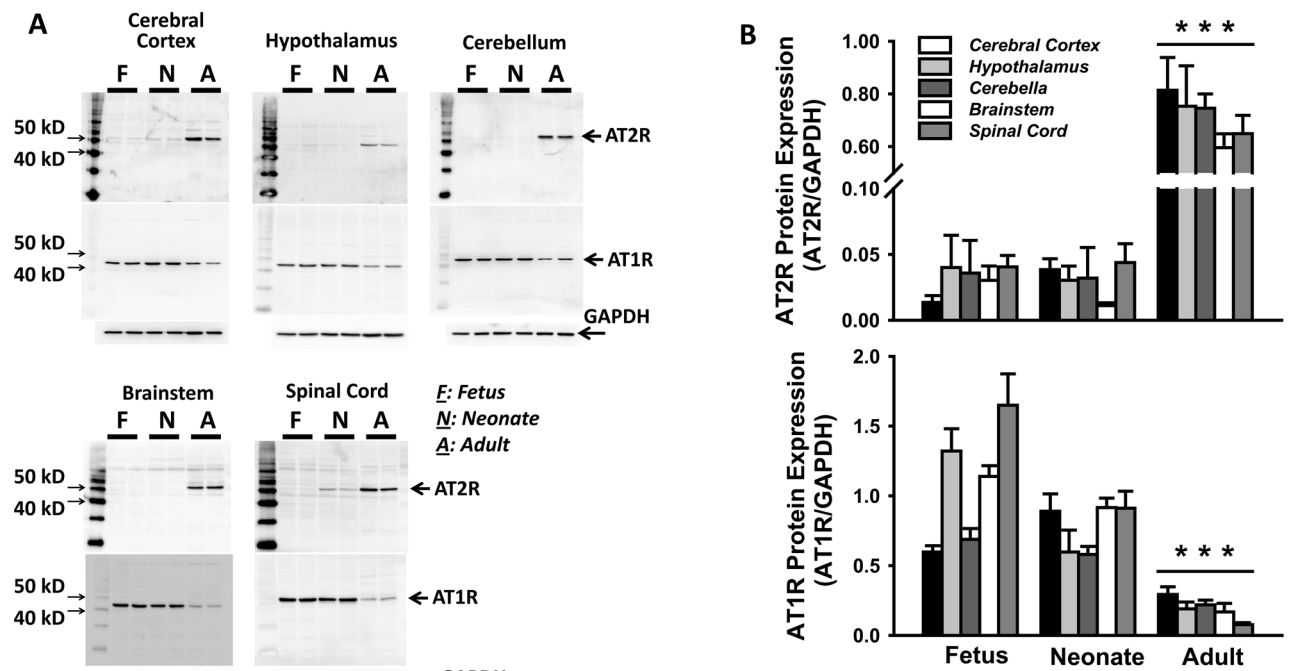 A
Cerebral
Cortex
Hypothalamus
Cerebellum
F N A
F N A
F N A
50 kD
40 kD
AT2R
50 kD
40 kD
AT1R
GAPDH
Brainstem
Spinal Cord
F N A
F N A
F: Fetus
N: Neonate
A: Adult
50 kD
40 kD
AT2R
50 kD
40 kD
AT1R
B
AT2R Protein Expression
(AT2R/GAPDH)
1.00
0.80
0.60
0.10
0.05
0.00
Cerebral Cortex
Hypothalamus
Cerebella
Brainstem
Spinal Cord
* * *
AT1R Protein Expression
(AT1R/GAPDH)
2.0
1.5
1.0
0.5
0.0
* * *
Fetus Neonate Adult